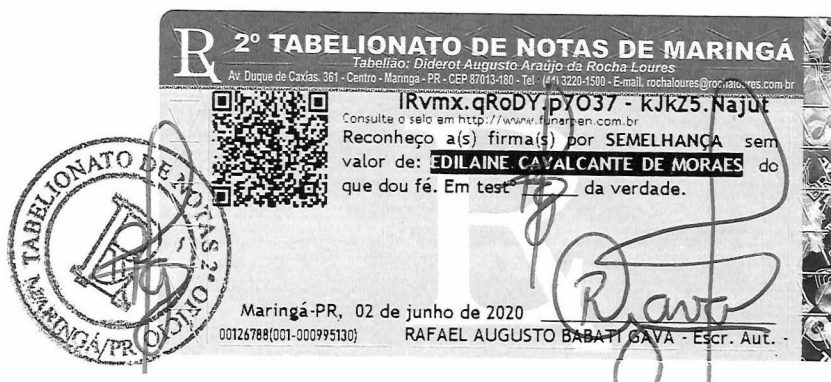 R 2º TABELIONATO DE NOTAS DE MARINGÁ
Tabelião: Diderot Augusto Araújo da Rocha Loures
Av. Duque de Caxias. 361 - Centro - Maringa - PR - CEP 87013-180 - Tel (44) 3220-1500 - E-mail: rochaloures@rochaloures.com.br
IRvmx.qRoDY.p7O37 - kJkZ5.Najut
Consulte o selo em http://www.funarpen.com.br
Reconheço a(s) firma(s) por SEMELHANÇA sem
valor de: EDILAINE CAVALCANTE DE MORAES do
que dou fé. Em testº da verdade.
TABELIONATO DE NOTAS 2º OFÍCIO
MARINGÁ/PR
R. Gava
Maringá-PR, 02 de junho de 2020
00126788(001-000995130) RAFAEL AUGUSTO BABATI GAVA - Escr. Aut. -